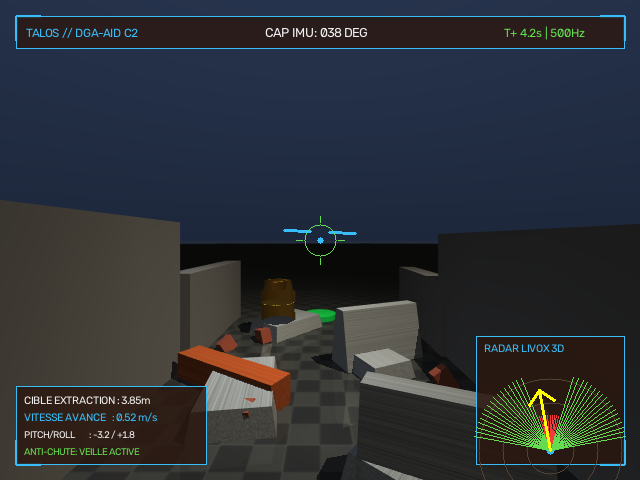 TALOS // DGA-AID C2
CAP IMU: 038 DEG
T+ 4.2s | 500Hz
RADAR LIVOX 3D
CIBLE EXTRACTION : 3.85m
VITESSE AVANCE : 0.52 m/s
PITCH/ROLL : -3.2 / +1.8
ANTI-CHUTE: VEILLE ACTIVE